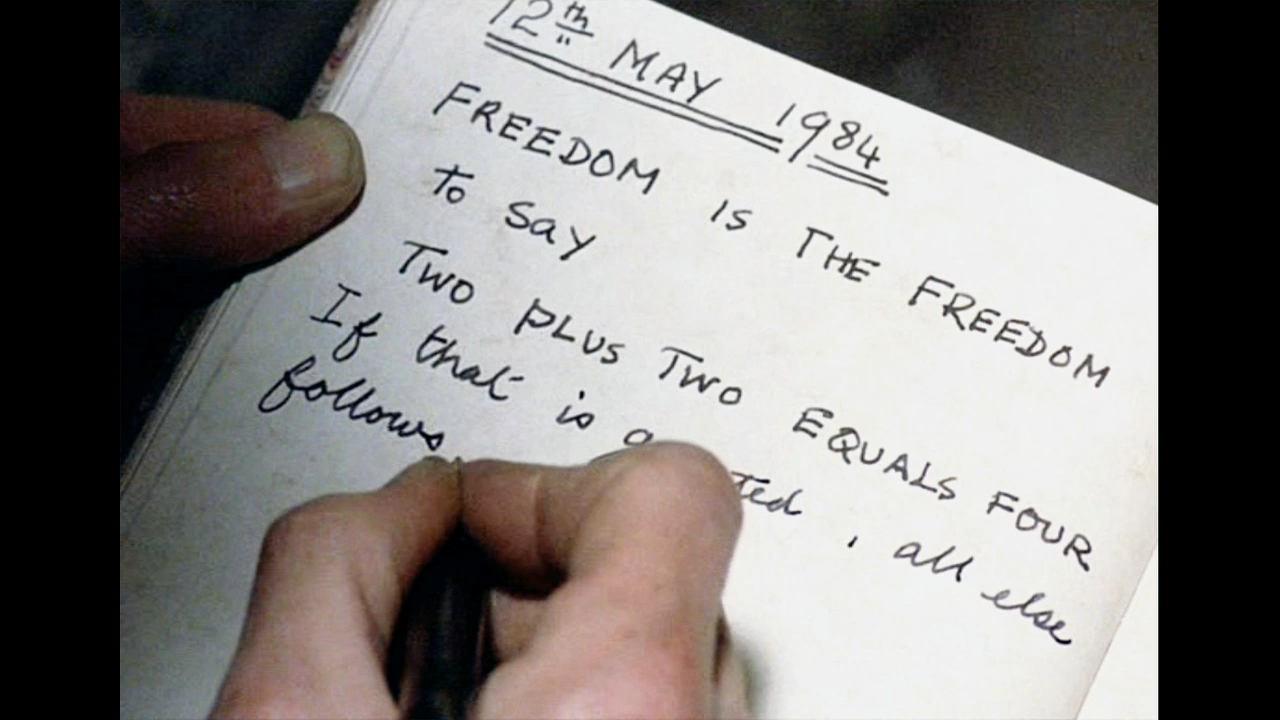 12th MAY 1984
FREEDOM is THE FREEDOM
to say
Two PLUS Two EQUALS FOUR
If that is , all else
follows